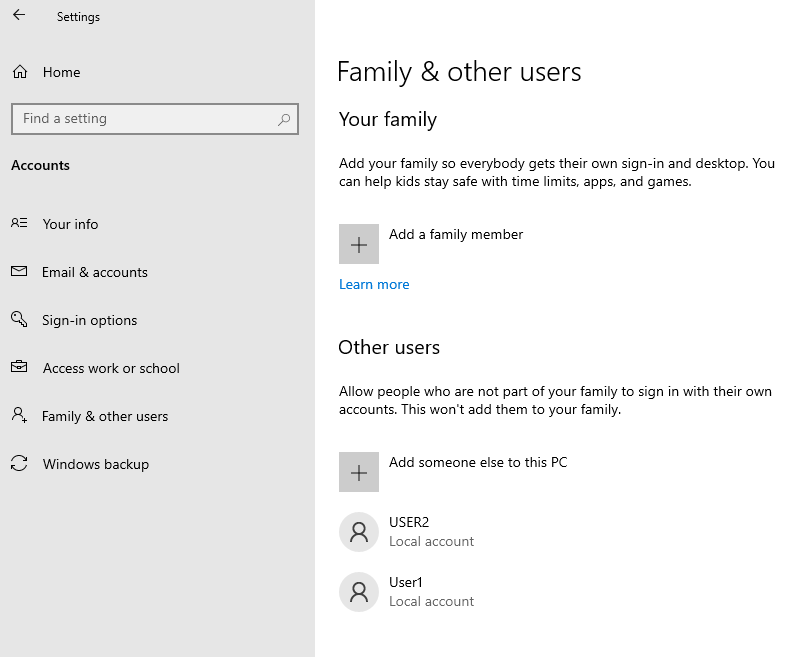 Settings
Home
Find a setting
Accounts
Your info
Email & accounts
Sign-in options
Access work or school
Family & other users
Windows backup
Family & other users
Your family
Add your family so everybody gets their own sign-in and desktop. You
can help kids stay safe with time limits, apps, and games.
Add a family member
Learn more
Other users
Allow people who are not part of your family to sign in with their own
accounts. This won't add them to your family.
Add someone else to this PC
USER2
Local account
User1
Local account